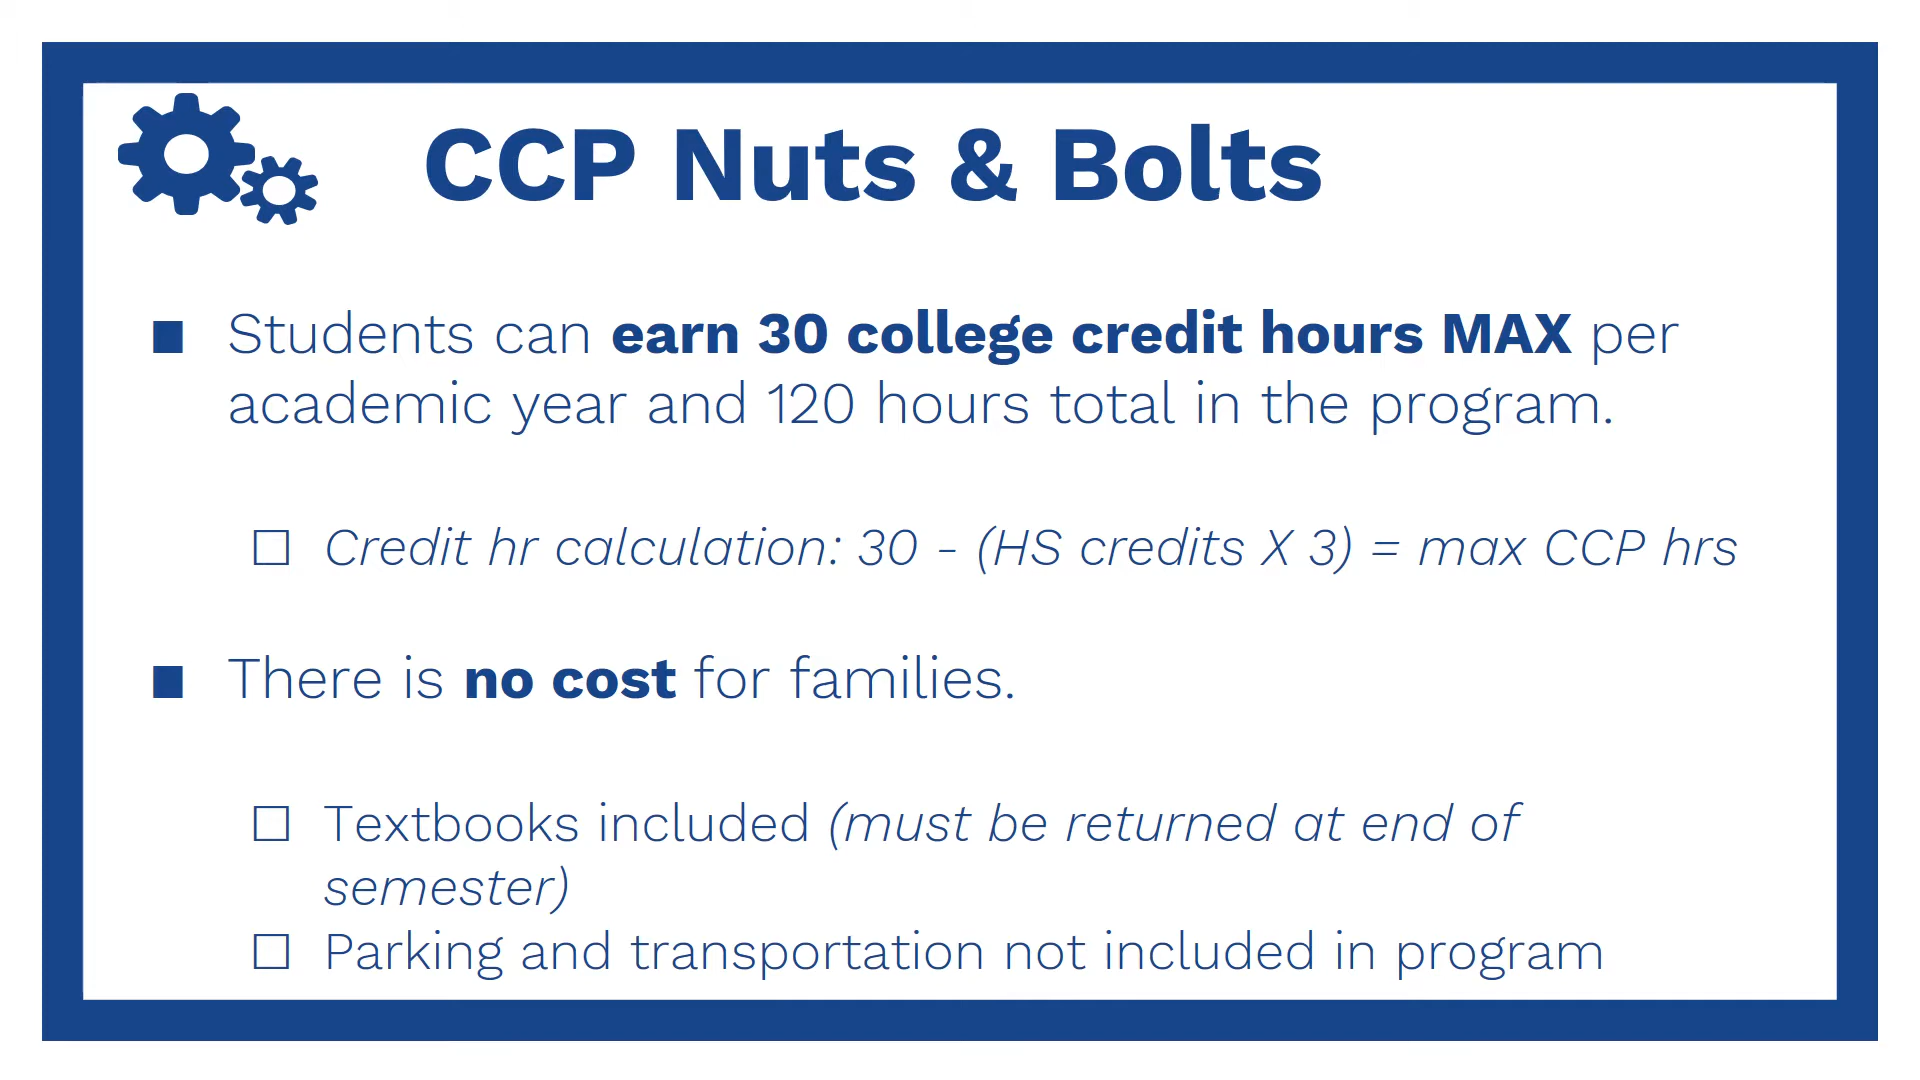 CCP Nuts & Bolts
■ Students can earn 30 college credit hours MAX per
academic year and 120 hours total in the program.
□ Credit hr calculation: 30 - (HS credits X 3) = max CCP hrs
■ There is no cost for families.
□ Textbooks included (must be returned at end of
semester)
□ Parking and transportation not included in program